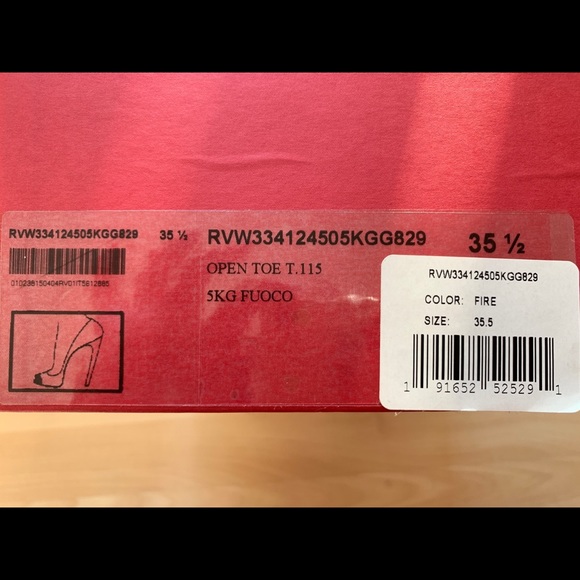 RVW334124505KGG829 35 ½
010236150404RV01IT5812885
RVW334124505KGG829 35 ½
OPEN TOE T.115
5KG FUOCO
RVW334124505KGG829
COLOR: FIRE
SIZE: 35.5
1 91652 52529 1